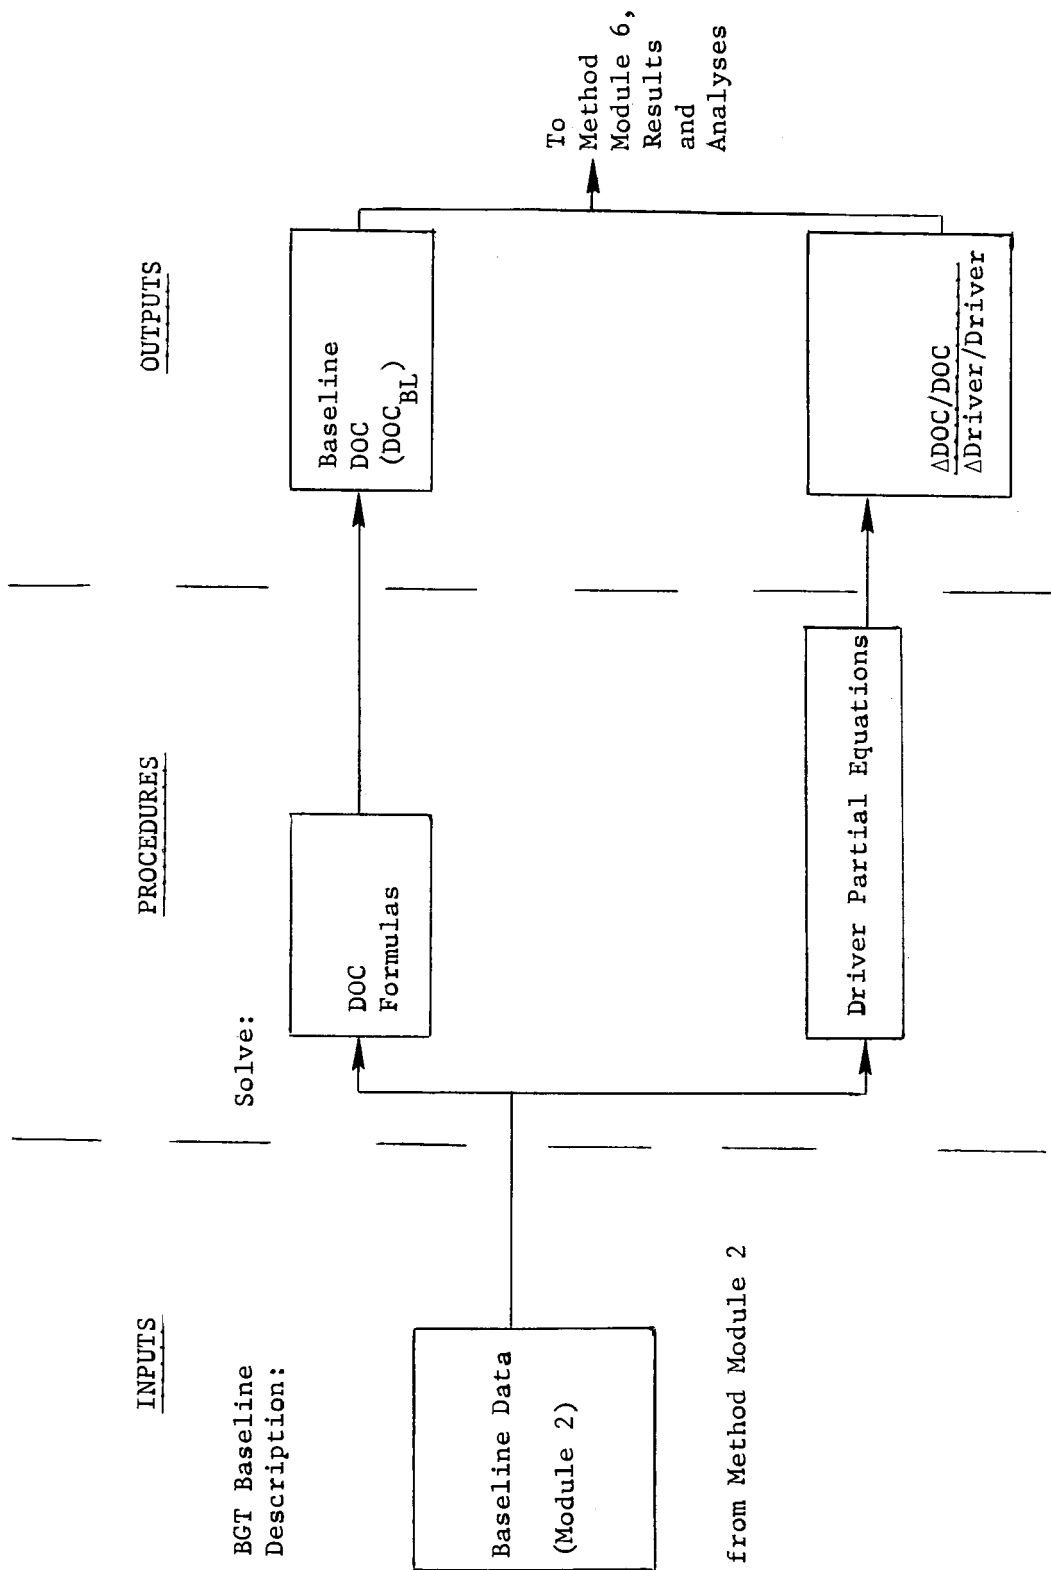 INPUTS
PROCEDURES
OUTPUTS
BGT Baseline
Description:
Baseline Data
(Module 2)
from Method Module 2
Solve:
DOC
Formulas
Driver Partial Equations
Baseline
DOC
(DOC_BL)
ΔDOC/DOC
ΔDriver/Driver
To
Method
Module 6,
Results
and
Analyses